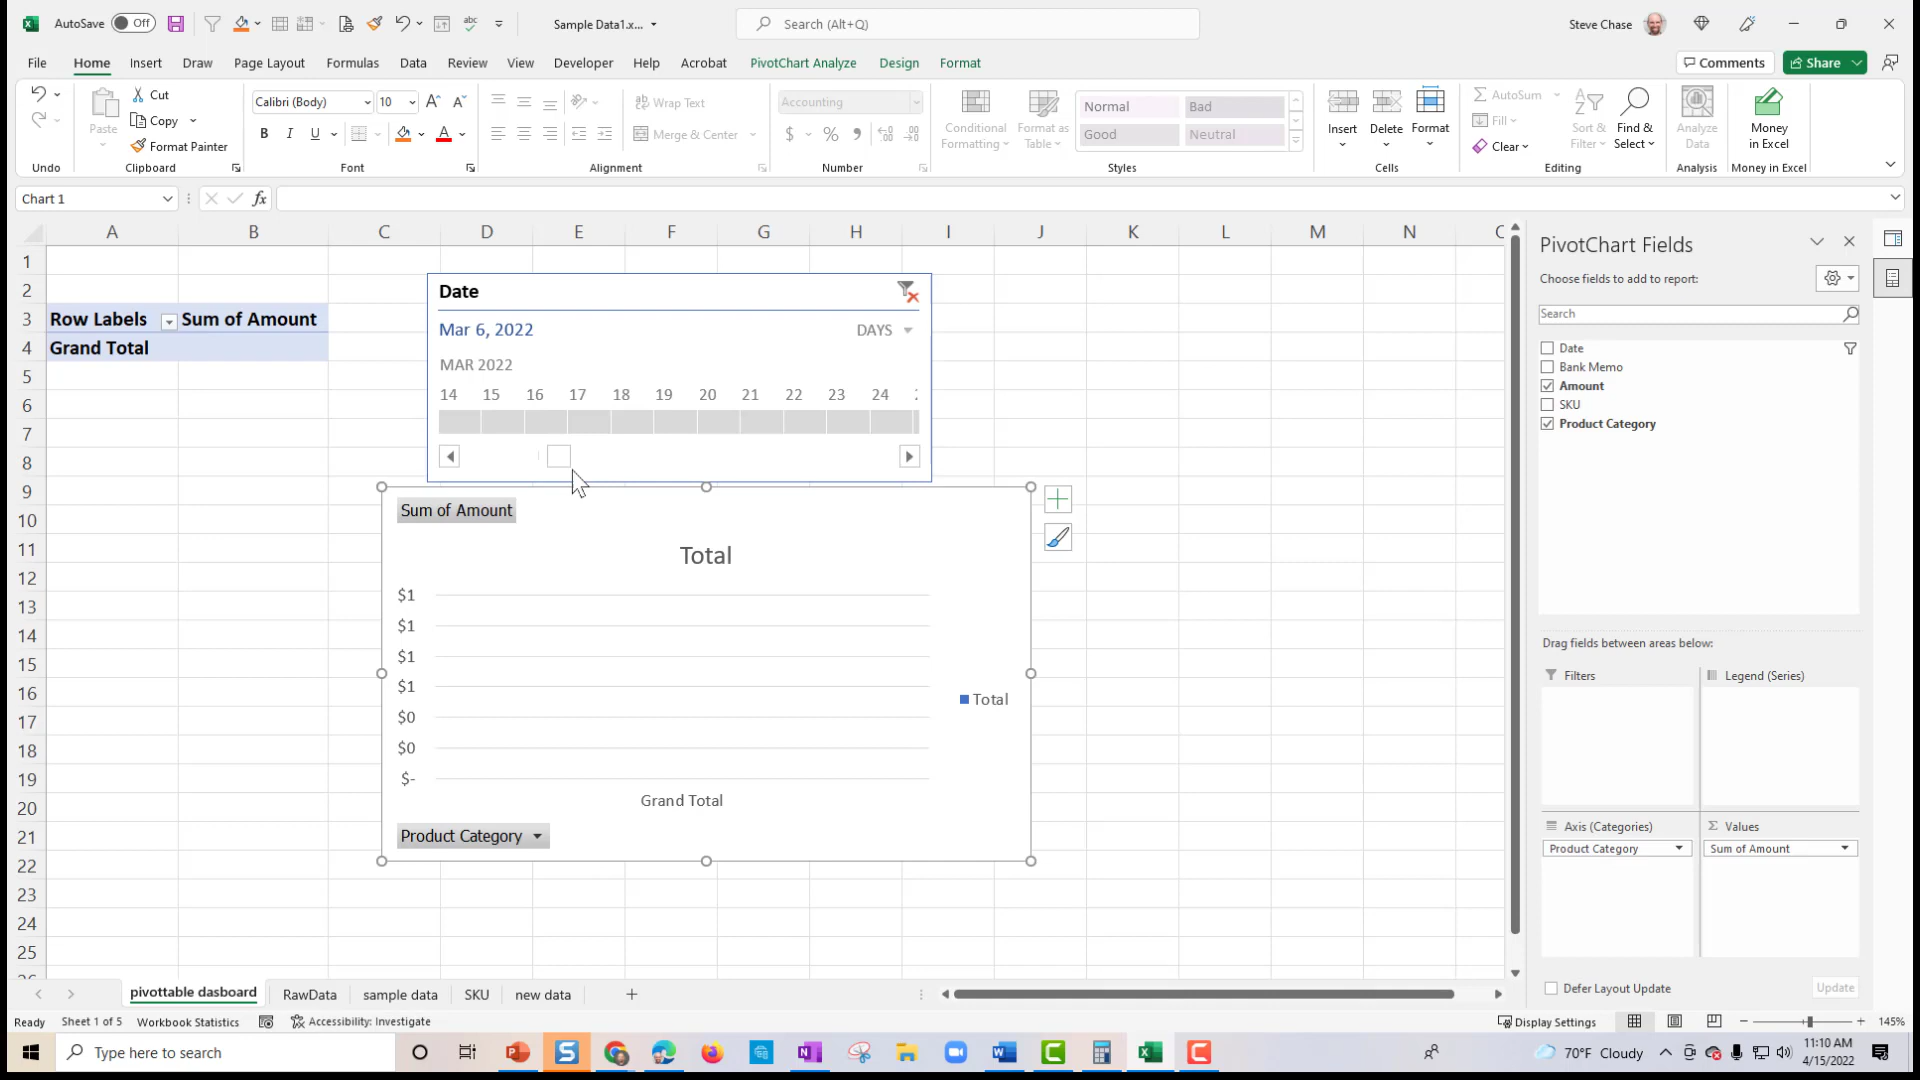 AutoSave Off Sample Data1.x... Search (Alt+Q) Steve Chase
File Home Insert Draw Page Layout Formulas Data Review View Developer Help Acrobat PivotChart Analyze Design Format Comments Share
Paste Cut Copy Format Painter
Calibri (Body) 10
B I U
Wrap Text
Merge & Center
Accounting
$ % ,
Conditional Formatting Format as Table
Normal Bad
Good Neutral
Insert Delete Format
AutoSum
Fill
Clear
Sort & Filter Find & Select
Analyze Data
Money in Excel
Undo Clipboard Font Alignment Number Styles Cells Editing Analysis Money in Excel
Chart 1 fx
A B C D E F G H I J K L M N
1
2
3 Row Labels Sum of Amount
4 Grand Total
5
6
7
8
9
10
11
12
13
14
15
16
17
18
19
20
21
22
23
24
25
Date
Mar 6, 2022 DAYS
MAR 2022
14 15 16 17 18 19 20 21 22 23 24
Sum of Amount
Total
$1
$1
$1
$1
$0
$0
$-
Grand Total
Total
Product Category
PivotChart Fields
Choose fields to add to report:
Search
Date
Bank Memo
Amount
SKU
Product Category
Drag fields between areas below:
Filters Legend (Series)
Axis (Categories) Values
Product Category Sum of Amount
Defer Layout Update Update
pivottable dasboard RawData sample data SKU new data
Ready Sheet 1 of 5 Workbook Statistics Accessibility: Investigate Display Settings 145%
Type here to search 70°F Cloudy 11:10 AM
4/15/2022